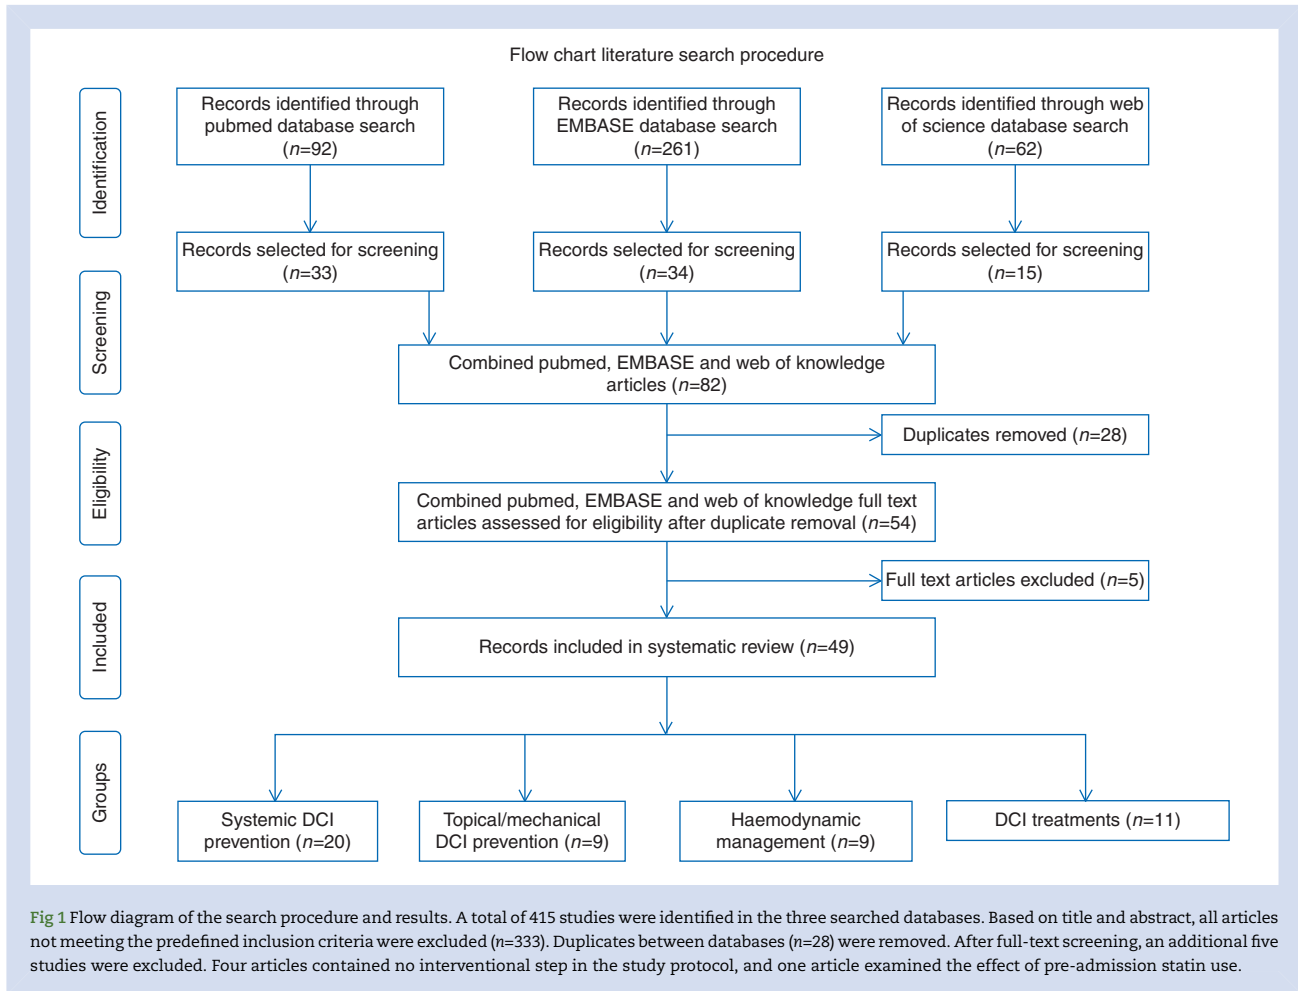 Flow chart literature search procedure
Identification
Records identified through
pubmed database search
(n=92)
Records identified through
EMBASE database search
(n=261)
Records identified through web
of science database search
(n=62)
Records selected for screening
(n=33)
Records selected for screening
(n=34)
Records selected for screening
(n=15)
Screening
Combined pubmed, EMBASE and web of knowledge
articles (n=82)
Duplicates removed (n=28)
Eligibility
Combined pubmed, EMBASE and web of knowledge full text
articles assessed for eligibility after duplicate removal (n=54)
Full text articles excluded (n=5)
Included
Records included in systematic review (n=49)
Groups
Systemic DCI
prevention (n=20)
Topical/mechanical
DCI prevention (n=9)
Haemodynamic
management (n=9)
DCI treatments (n=11)
Fig 1 Flow diagram of the search procedure and results. A total of 415 studies were identified in the three searched databases. Based on title and abstract, all articles
not meeting the predefined inclusion criteria were excluded (n=333). Duplicates between databases (n=28) were removed. After full-text screening, an additional five
studies were excluded. Four articles contained no interventional step in the study protocol, and one article examined the effect of pre-admission statin use.